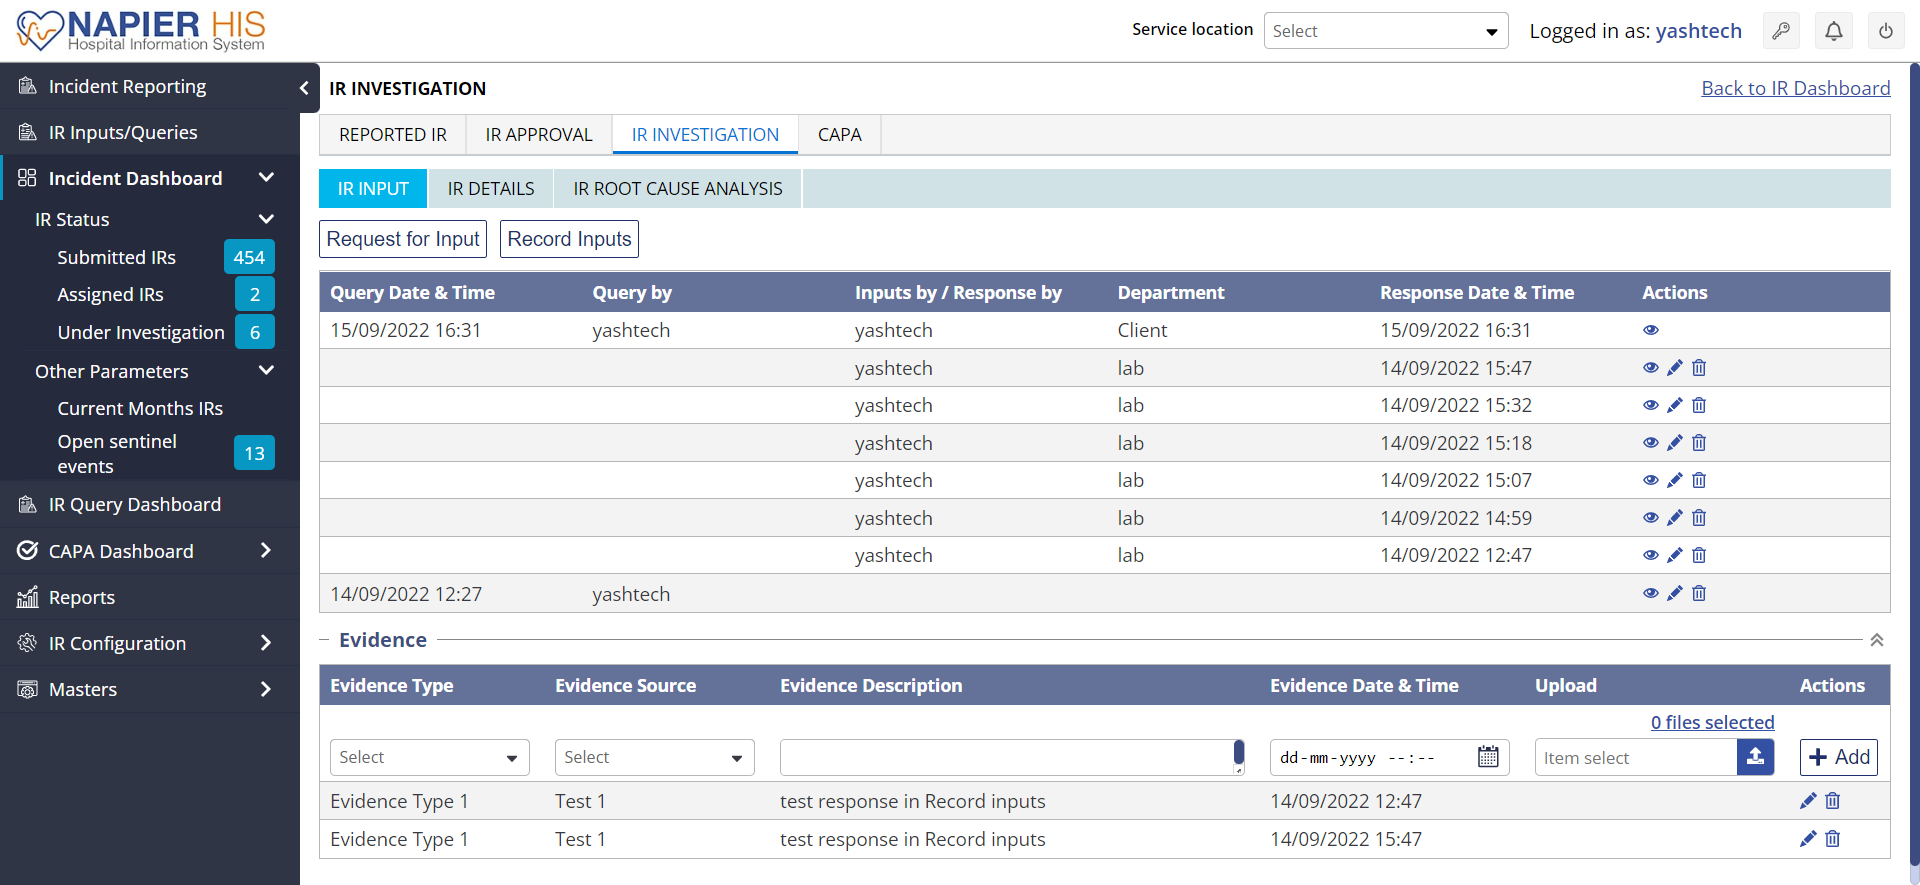 NAPIER HIS
Hospital Information System
Service location Select Logged in as: yashtech
Incident Reporting
IR Inputs/Queries
Incident Dashboard
IR Status
Submitted IRs 454
Assigned IRs 2
Under Investigation 6
Other Parameters
Current Months IRs
Open sentinel events 13
IR Query Dashboard
CAPA Dashboard
Reports
IR Configuration
Masters
IR INVESTIGATION Back to IR Dashboard
REPORTED IR IR APPROVAL IR INVESTIGATION CAPA
IR INPUT IR DETAILS IR ROOT CAUSE ANALYSIS
Request for Input Record Inputs
Query Date & Time Query by Inputs by / Response by Department Response Date & Time Actions
15/09/2022 16:31 yashtech yashtech Client 15/09/2022 16:31
yashtech lab 14/09/2022 15:47
yashtech lab 14/09/2022 15:32
yashtech lab 14/09/2022 15:18
yashtech lab 14/09/2022 15:07
yashtech lab 14/09/2022 14:59
yashtech lab 14/09/2022 12:47
14/09/2022 12:27 yashtech
Evidence
Evidence Type Evidence Source Evidence Description Evidence Date & Time Upload Actions
0 files selected
Select Select dd-mm-yyyy --:-- Item select Add
Evidence Type 1 Test 1 test response in Record inputs 14/09/2022 12:47
Evidence Type 1 Test 1 test response in Record inputs 14/09/2022 15:47